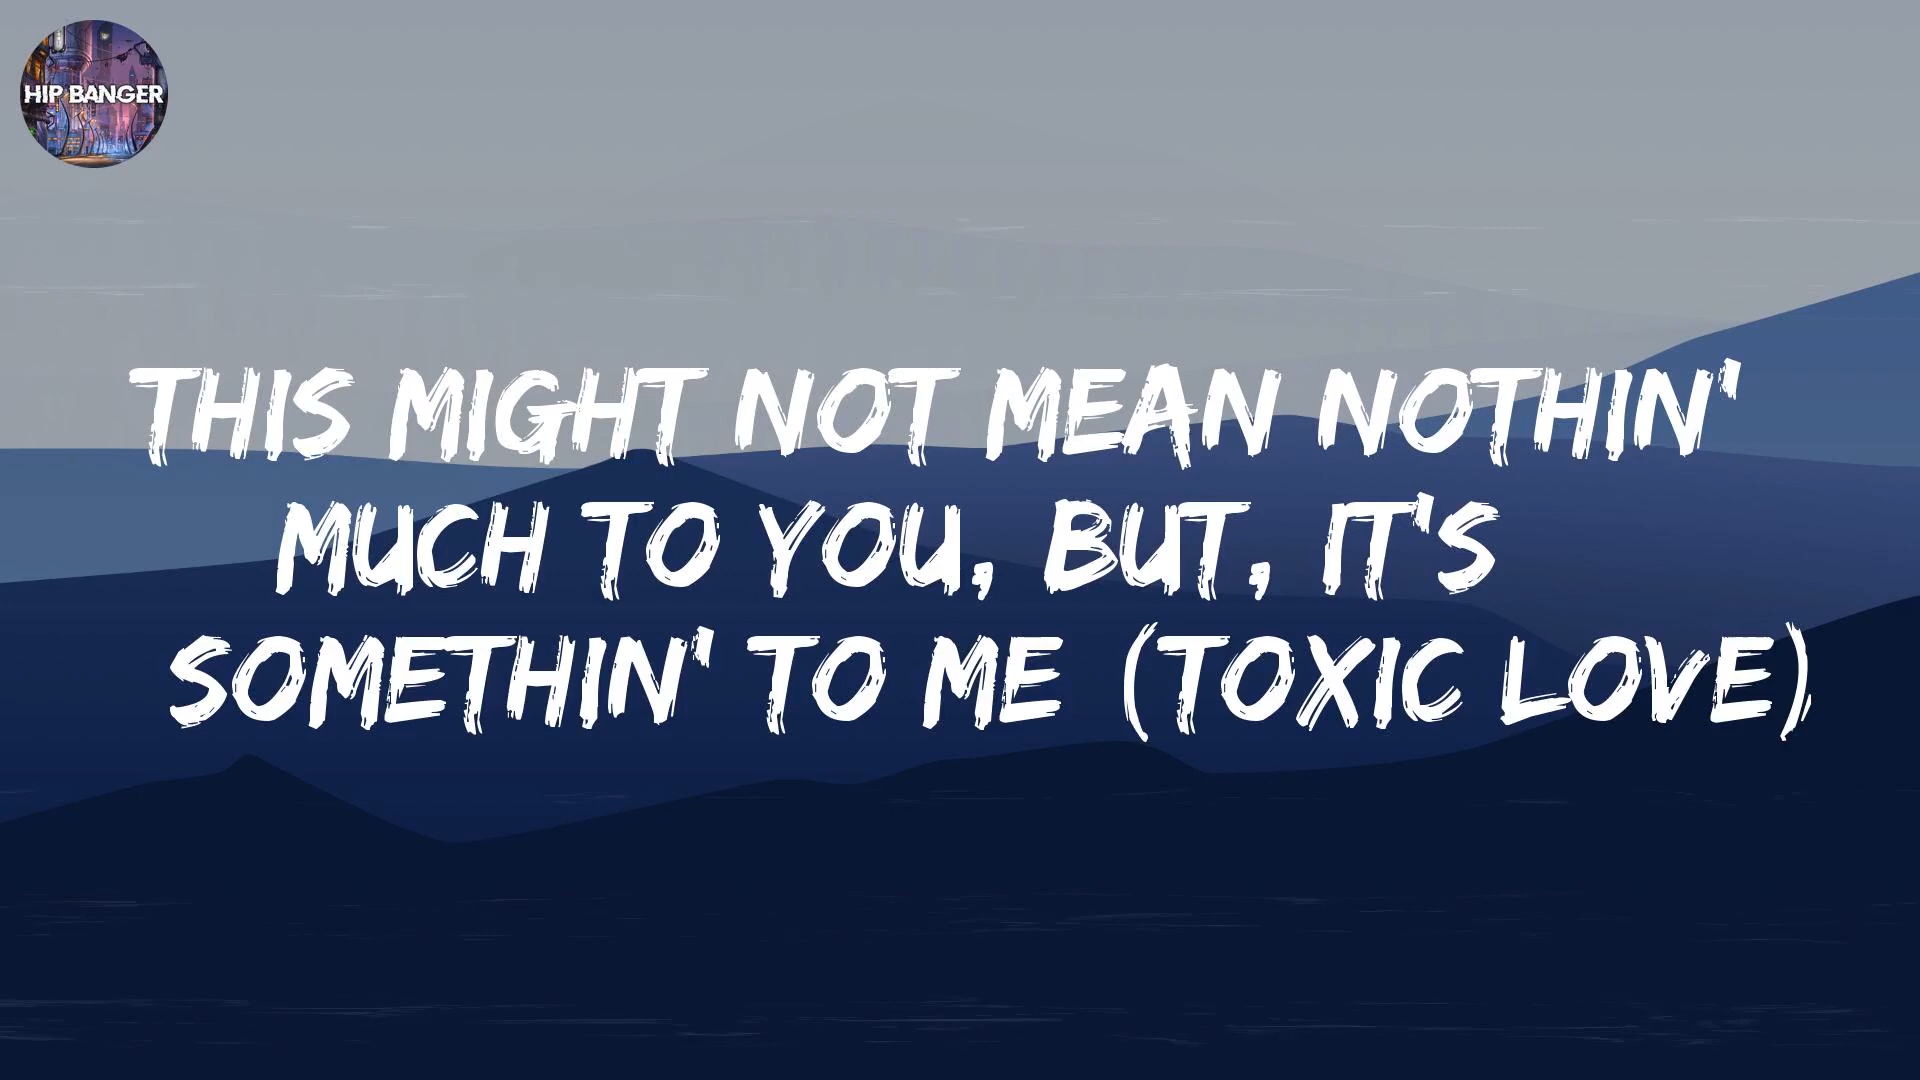 HIP BANGER
THIS MIGHT NOT MEAN NOTHIN'
MUCH TO YOU, BUT, IT'S
SOMETHIN' TO ME (TOXIC LOVE)